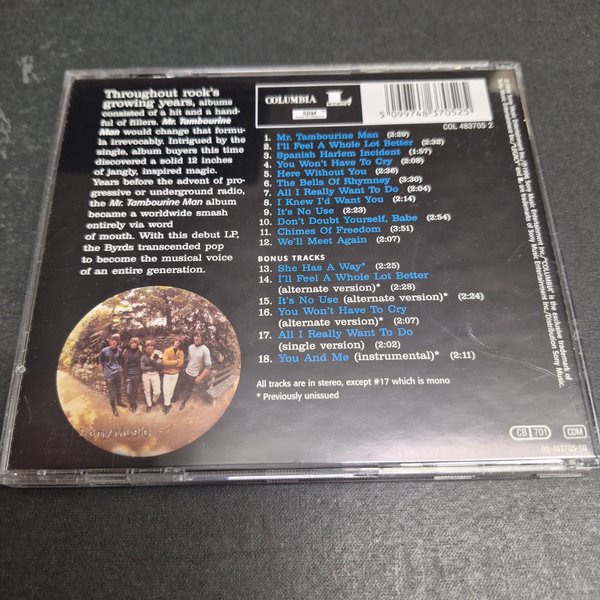 Throughout rock's
growing years, albums
consisted of a hit and a hand-
ful of fillers. Mr. Tambourine
Man would change that formu-
la irrevocably. Intrigued by the
single, album buyers this time
discovered a solid 12 inches
of jangly, inspired magic.
Years before the advent of pro-
gressive or underground radio,
the Mr. Tambourine Man album
became a worldwide smash
entirely via word
of mouth. With this debut LP,
the Byrds transcended pop
to become the musical voice
of an entire generation.
COLUMBIA
L
LEGACY
5 099748 370525
COL 483705 2
1. Mr. Tambourine Man (2:29)
2. I'll Feel A Whole Lot Better (2:32)
3. Spanish Harlem Incident (1:57)
4. You Won't Have To Cry (2:08)
5. Here Without You (2:36)
6. The Bells Of Rhymney (3:30)
7. All I Really Want To Do (2:04)
8. I Knew I'd Want You (2:14)
9. It's No Use (2:23)
10. Don't Doubt Yourself, Babe (2:54)
11. Chimes Of Freedom (3:51)
12. We'll Meet Again (2:07)
BONUS TRACKS
13. She Has A Way* (2:25)
14. I'll Feel A Whole Lot Better
(alternate version)* (2:28)
15. It's No Use (alternate version)* (2:24)
16. You Won't Have To Cry
(alternate version)* (2:07)
17. All I Really Want To Do
(single version) (2:02)
18. You And Me (instrumental)* (2:11)
All tracks are in stereo, except #17 which is mono
* Previously unissued
CB 701
CDM
02-483705-10